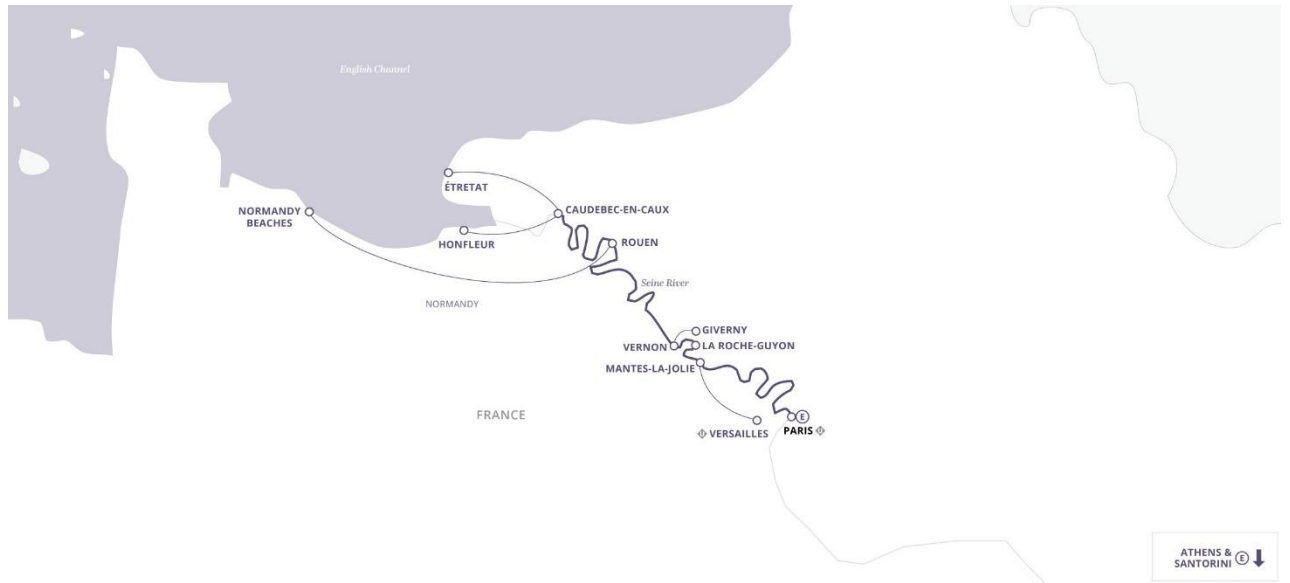 English Channel
ÉTRETAT
CAUDEBEC-EN-CAUX
NORMANDY
BEACHES
HONFLEUR
ROUEN
Seine River
NORMANDY
GIVERNY
VERNON
LA ROCHE-GUYON
MANTES-LA-JOLIE
FRANCE
VERSAILLES
E
PARIS
ATHENS &
SANTORINI E